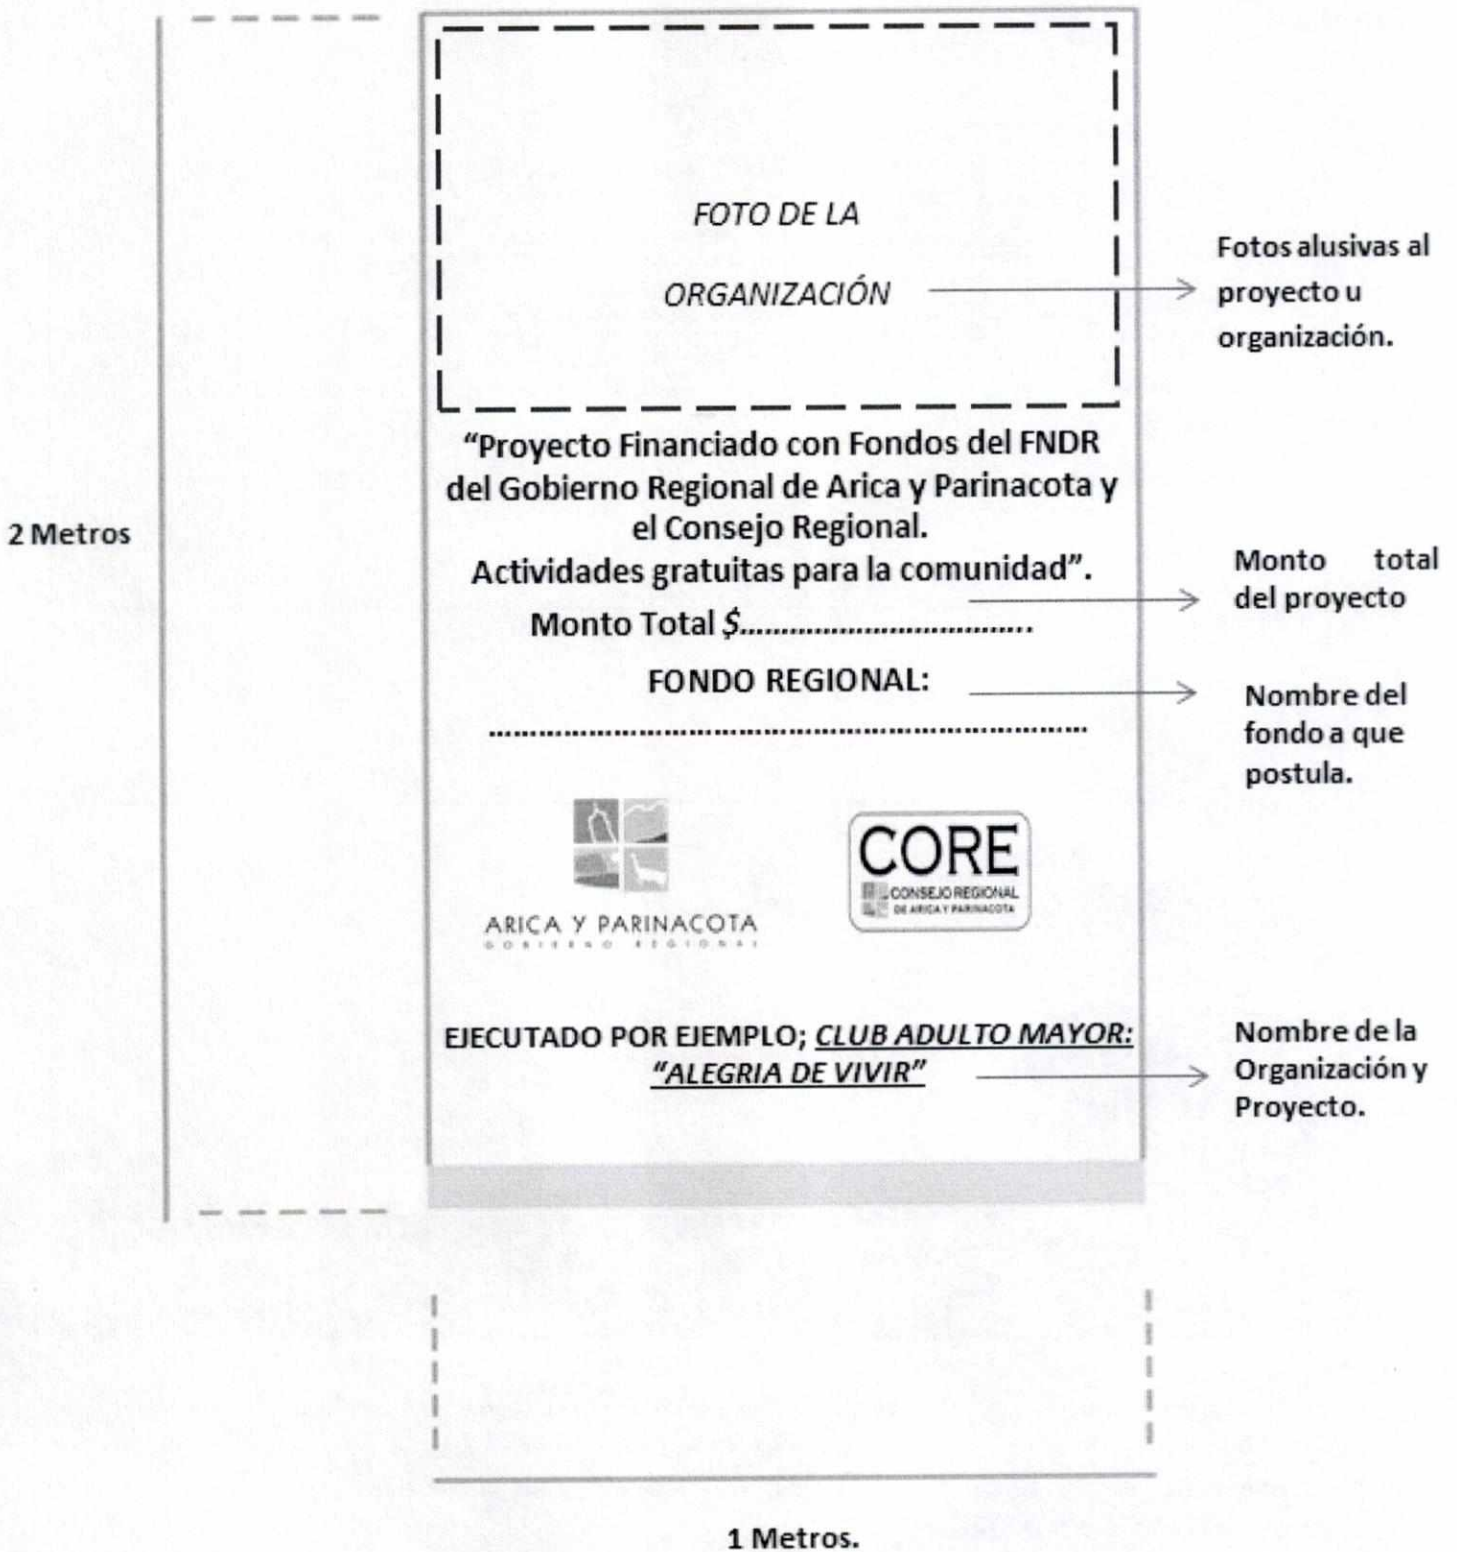 FOTO DE LA
ORGANIZACIÓN
Fotos alusivas al
proyecto u
organización.
“Proyecto Financiado con Fondos del FNDR
del Gobierno Regional de Arica y Parinacota y
el Consejo Regional.
Actividades gratuitas para la comunidad”.
2 Metros
Monto total
del proyecto
Monto Total $....................................
FONDO REGIONAL:
........................................................................
Nombre del
fondo a que
postula.
ARICA Y PARINACOTA
GOBIERNO REGIONAL
CORE
CONSEJO REGIONAL
DE ARICA Y PARINACOTA
EJECUTADO POR EJEMPLO; CLUB ADULTO MAYOR:
“ALEGRIA DE VIVIR”
Nombre de la
Organización y
Proyecto.
1 Metros.